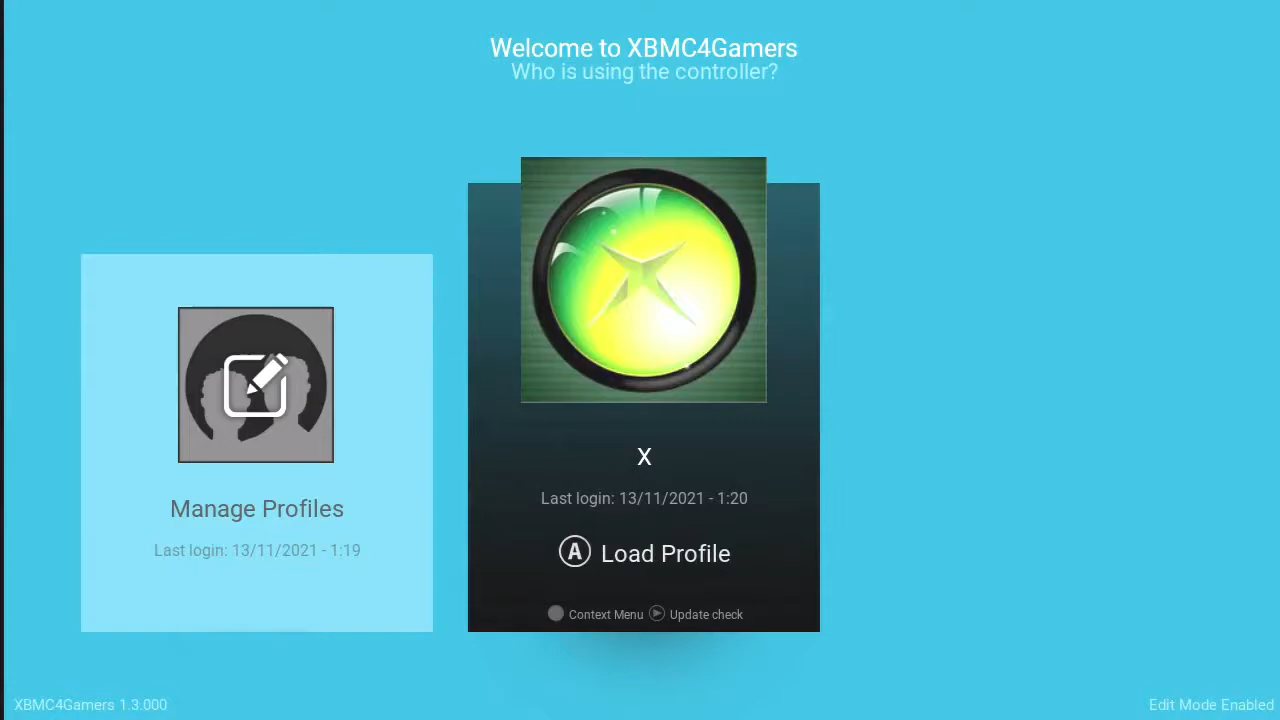 Welcome to XBMC4Gamers
Who is using the controller?
Manage Profiles
Last login: 13/11/2021 - 1:19
X
Last login: 13/11/2021 - 1:20
A Load Profile
Context Menu Update check
XBMC4Gamers 1.3.000
Edit Mode Enabled